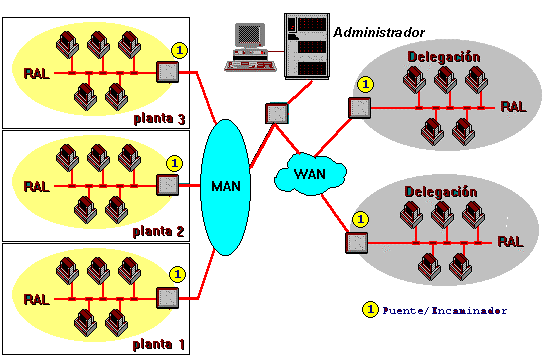 1
RAL
planta 3
1
RAL
planta 2
1
RAL
planta 1
MAN
Administrador
WAN
Delegación
1
RAL
Delegación
1
RAL
1 Puente/Encaminador